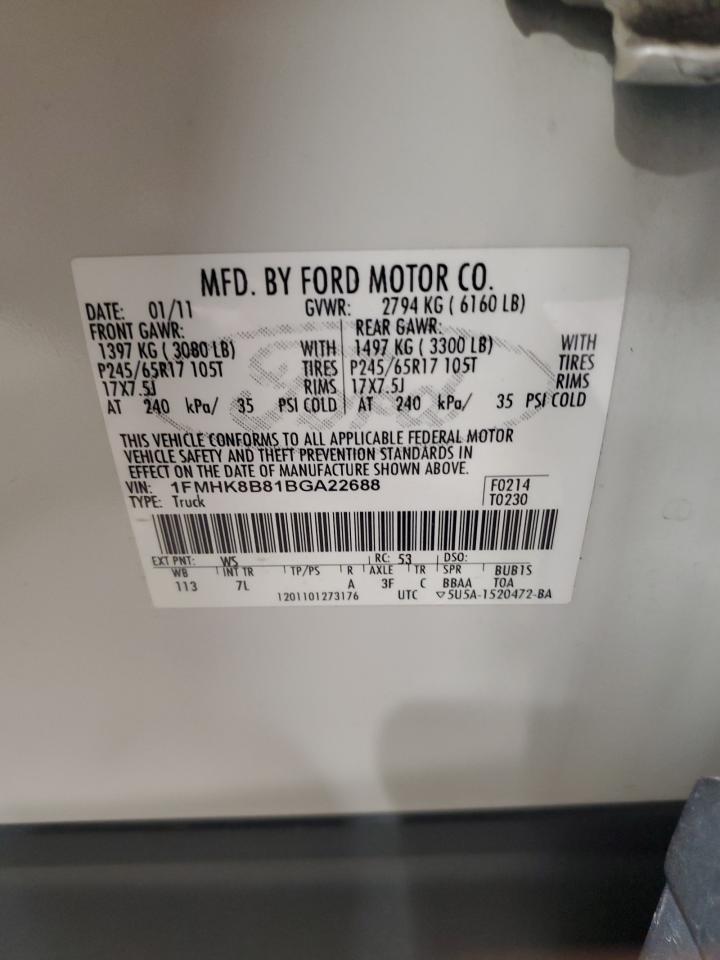 MFD. BY FORD MOTOR CO.
DATE: 01/11 GVWR: 2794 KG ( 6160 LB)
FRONT GAWR: REAR GAWR:
1397 KG ( 3080 LB) WITH 1497 KG ( 3300 LB) WITH
P245/65R17 105T TIRES P245/65R17 105T TIRES
17X7.5J RIMS 17X7.5J RIMS
AT 240 kPa/ 35 PSI COLD AT 240 kPa/ 35 PSI COLD
Ford
THIS VEHICLE CONFORMS TO ALL APPLICABLE FEDERAL MOTOR
VEHICLE SAFETY AND THEFT PREVENTION STANDARDS IN
EFFECT ON THE DATE OF MANUFACTURE SHOWN ABOVE.
VIN: 1FMHK8B81BGA22688 F0214
TYPE: Truck T0230
EXT PNT: WS RC: 53 DSO:
WB INT TR TP/PS R AXLE TR SPR BUB1S
113 7L A 3F C BBAA TOA
1201101273176 UTC ▽5U5A-1520472-BA